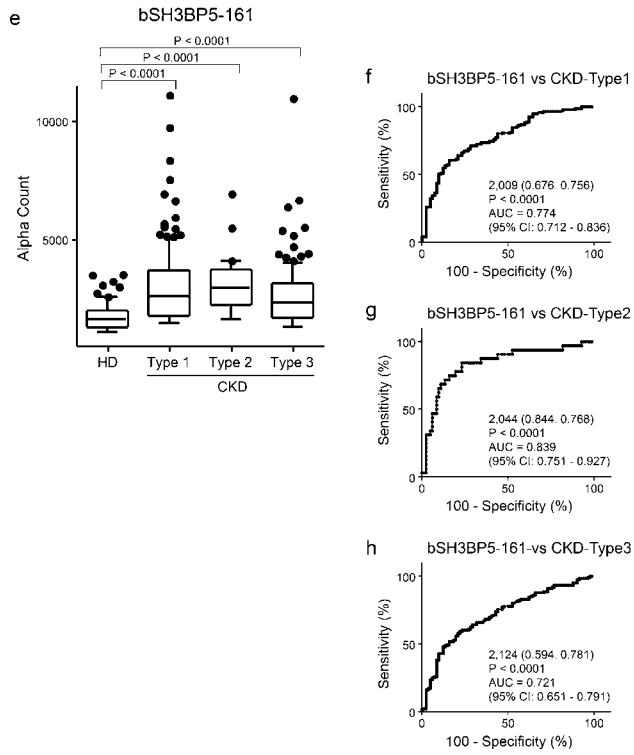 e
bSH3BP5-161
P < 0.0001
P < 0.0001
P < 0.0001
10000
5000
Alpha Count
HD Type 1 Type 2 Type 3
CKD
f
bSH3BP5-161 vs CKD-Type1
100
50
0
Sensitivity (%)
2,009 (0.676. 0.756)
P < 0.0001
AUC = 0.774
(95% CI: 0.712 - 0.836)
0 50 100
100 - Specificity (%)
g
bSH3BP5-161 vs CKD-Type2
100
50
0
Sensitivity (%)
2,044 (0.844. 0.768)
P < 0.0001
AUC = 0.839
(95% CI: 0.751 - 0.927)
0 50 100
100 - Specificity (%)
h
bSH3BP5-161-vs CKD-Type3
100
50
0
Sensitivity (%)
2,124 (0.594. 0.781)
P < 0.0001
AUC = 0.721
(95% CI: 0.651 - 0.791)
0 50 100
100 - Specificity (%)